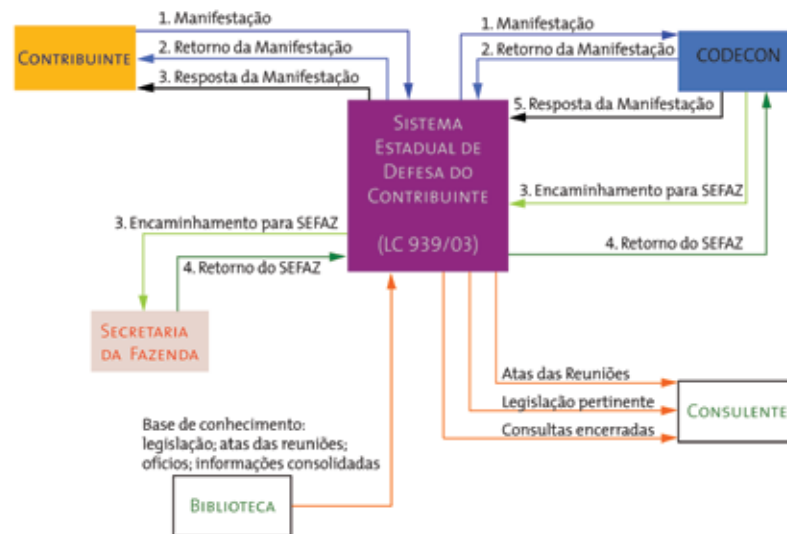 1. Manifestação
2. Retorno da Manifestação
3. Resposta da Manifestação
CONTRIBUINTE
1. Manifestação
2. Retorno da Manifestação
CODECON
5. Resposta da Manifestação
SISTEMA
ESTADUAL DE
DEFESA DO
CONTRIBUINTE
(LC 939/03)
3. Encaminhamento para SEFAZ
4. Retorno do SEFAZ
3. Encaminhamento para SEFAZ
4. Retorno do SEFAZ
SECRETARIA
DA FAZENDA
Atas das Reuniões
Legislação pertinente
Consultas encerradas
CONSULENTE
Base de conhecimento:
legislação; atas das reuniões;
ofícios; informações consolidadas
BIBLIOTECA